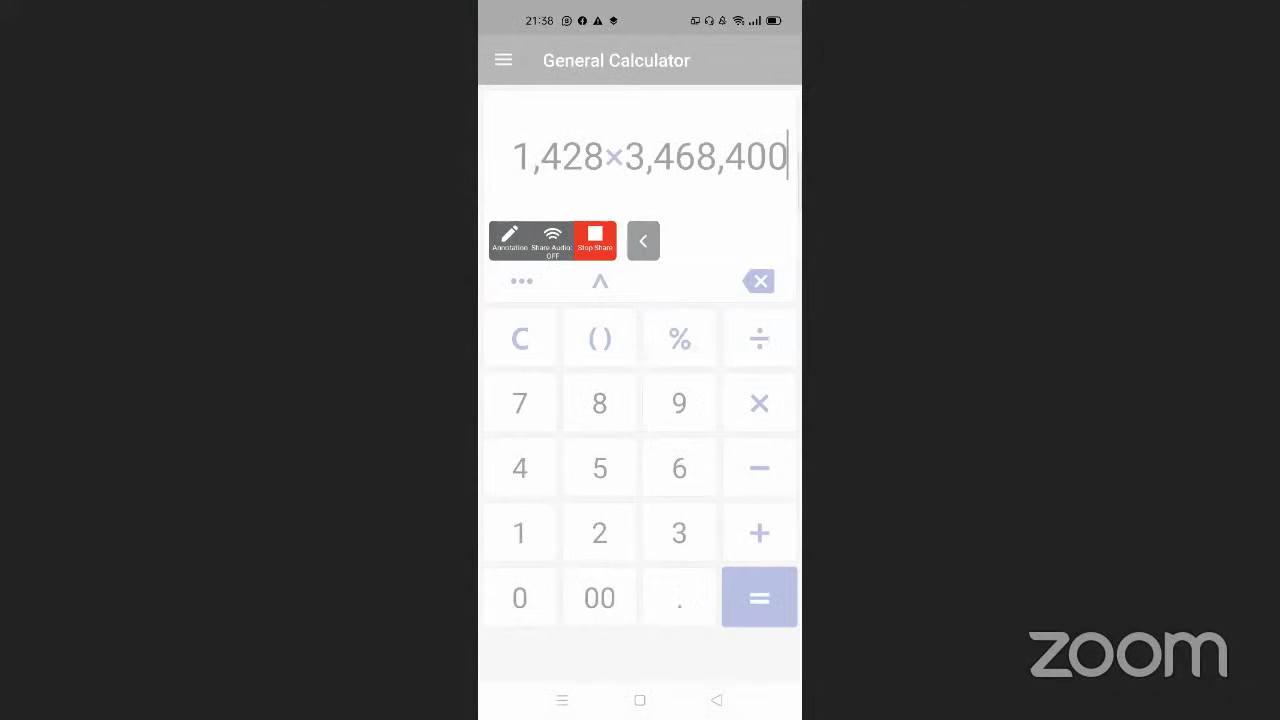 21:38
General Calculator
1,428×3,468,400
Annotation Share Audio: OFF Stop Share
C ( ) % ÷
7 8 9 ×
4 5 6 −
1 2 3 +
0 00 . =
zoom